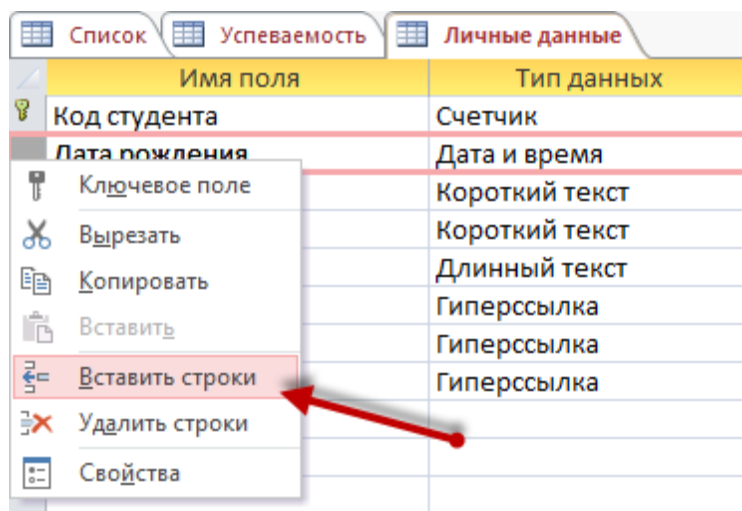 Список Успеваемость Личные данные
Имя поля Тип данных
Код студента Счетчик
Дата рождения Дата и время
Ключевое поле Короткий текст
Вырезать Короткий текст
Копировать Длинный текст
Вставить Гиперссылка
Гиперссылка
Вставить строки Гиперссылка
Удалить строки
Свойства